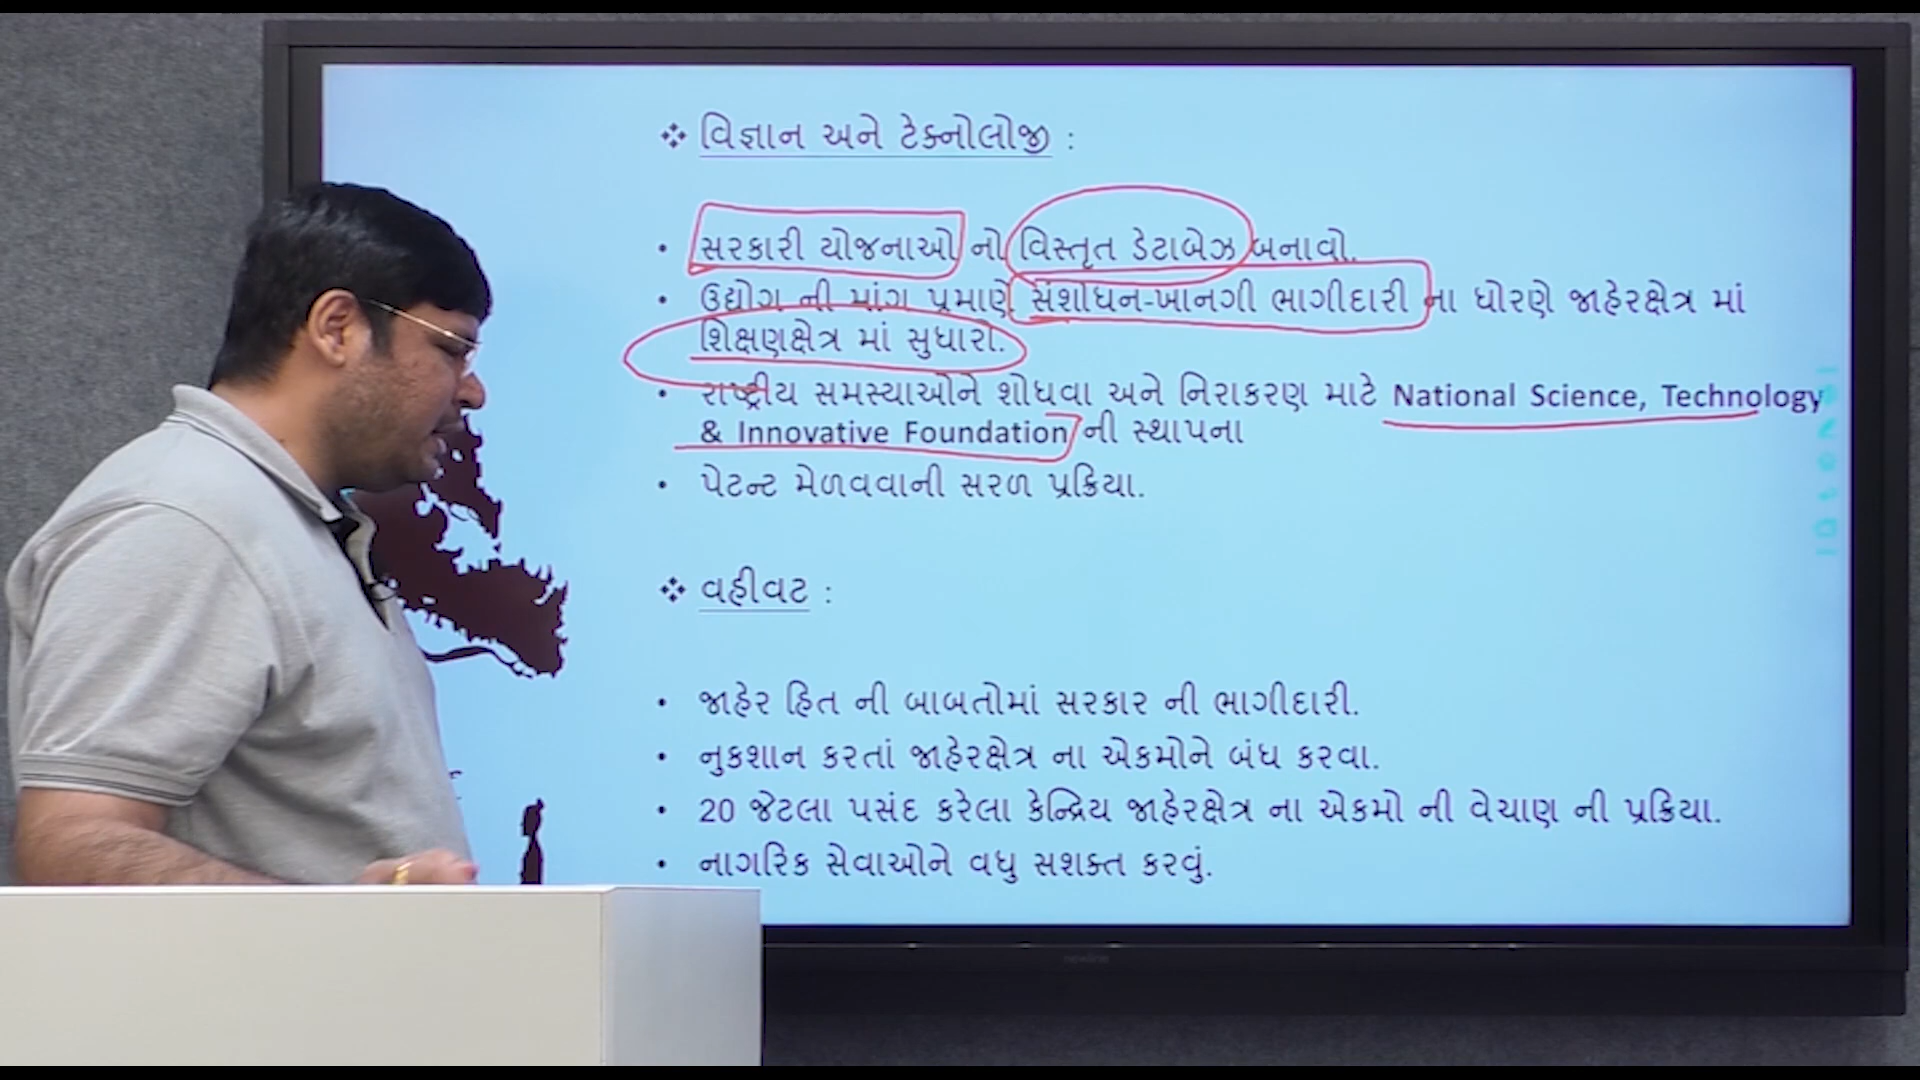 ❖ વિજ્ઞાન અને ટેક્નોલોજી :
• સરકારી યોજનાઓ નો વિસ્તૃત ડેટાબેઝ બનાવો.
• ઉદ્યોગ ની માંગ પ્રમાણે સંશોધન-ખાનગી ભાગીદારી ના ધોરણે જાહેરક્ષેત્ર માં
શિક્ષણક્ષેત્ર માં સુધારો.
• રાષ્ટ્રીય સમસ્યાઓને શોધવા અને નિરાકરણ માટે National Science, Technology
& Innovative Foundation ની સ્થાપના
• પેટન્ટ મેળવવાની સરળ પ્રક્રિયા.
❖ વહીવટ :
• જાહેર હિત ની બાબતોમાં સરકાર ની ભાગીદારી.
• નુકશાન કરતાં જાહેરક્ષેત્ર ના એકમોને બંધ કરવા.
• 20 જેટલા પસંદ કરેલા કેન્દ્રિય જાહેરક્ષેત્ર ના એકમો ની વેચાણ ની પ્રક્રિયા.
• નાગરિક સેવાઓને વધુ સશક્ત કરવું.